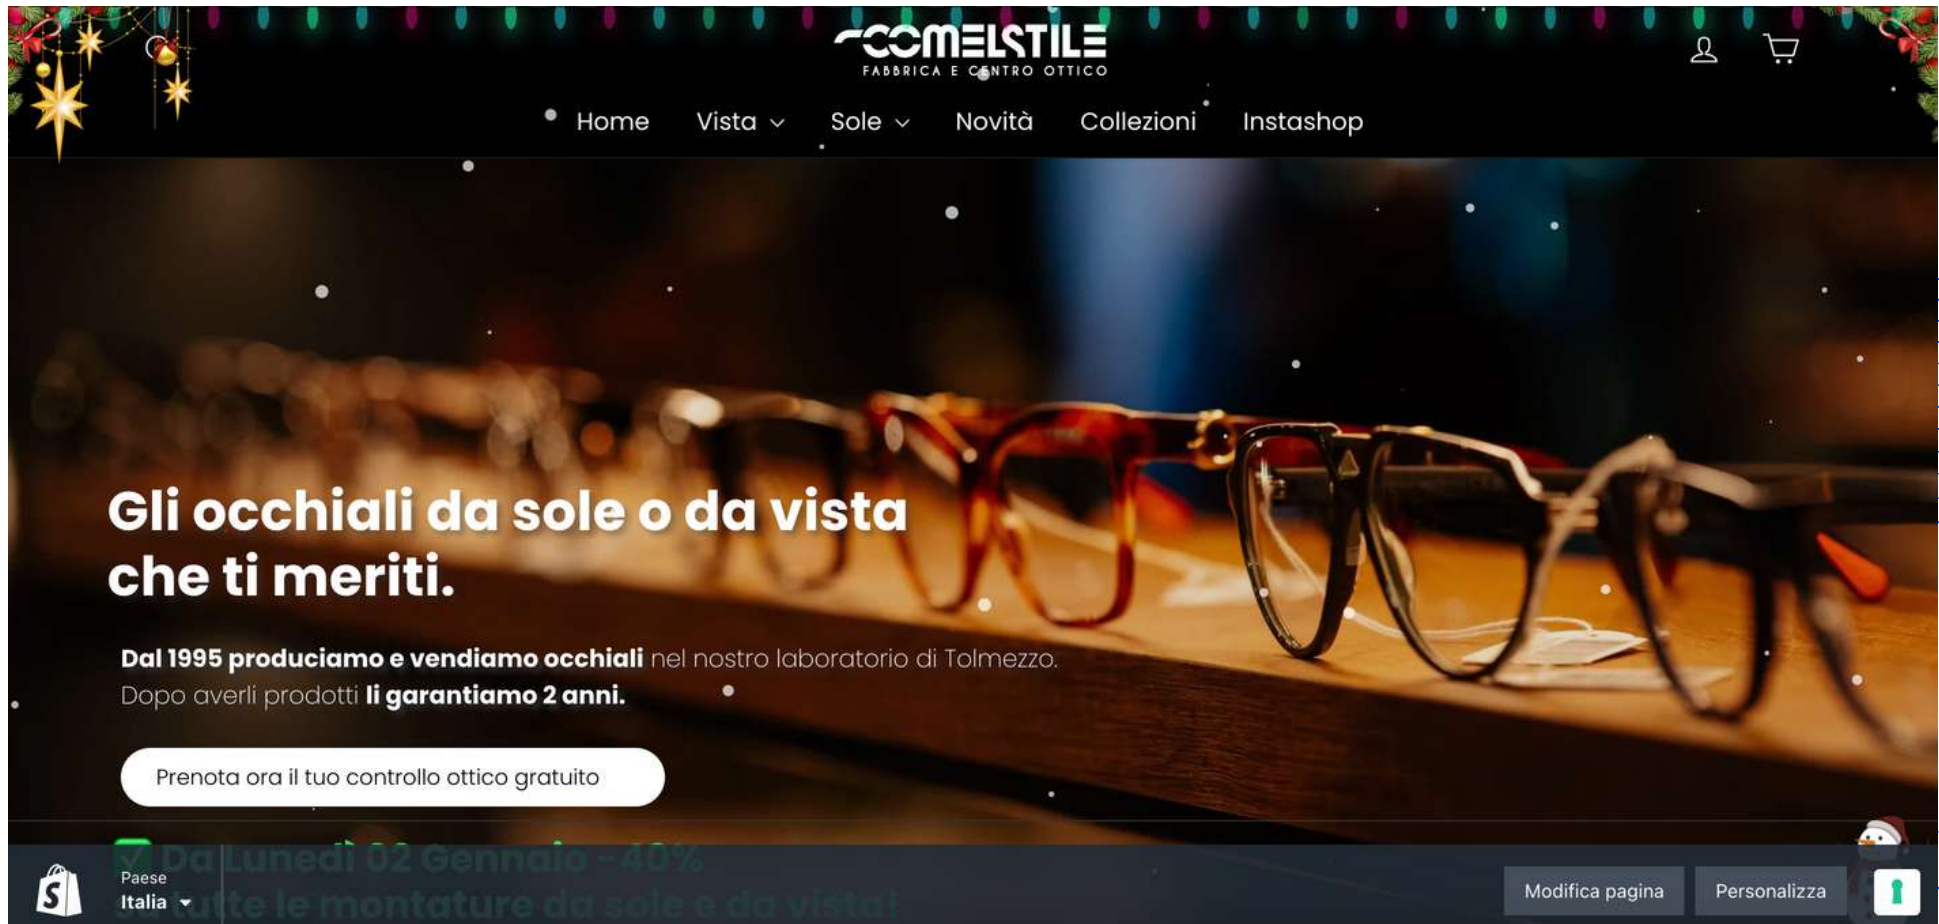 COMELSTILE
FABBRICA E CENTRO OTTICO
Home Vista Sole Novità Collezioni Instashop
Gli occhiali da sole o da vista
che ti meriti.
Dal 1995 produciamo e vendiamo occhiali nel nostro laboratorio di Tolmezzo.
Dopo averli prodotti li garantiamo 2 anni.
Prenota ora il tuo controllo ottico gratuito
Da Lunedì 02 Gennaio -40%
su tutte le montature da sole e da vista!
Paese
Italia
Modifica pagina Personalizza